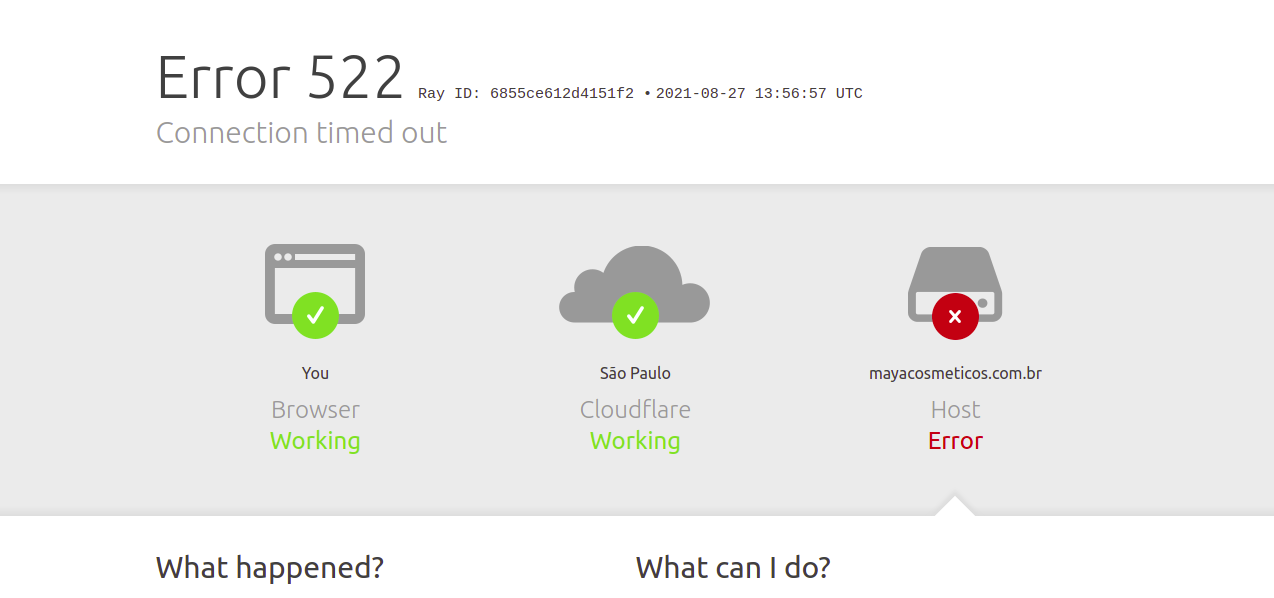 Error 522 Ray ID: 6855ce612d4151f2 • 2021-08-27 13:56:57 UTC
Connection timed out
You
Browser
Working
São Paulo
Cloudflare
Working
mayacosmeticos.com.br
Host
Error
What happened?
What can I do?